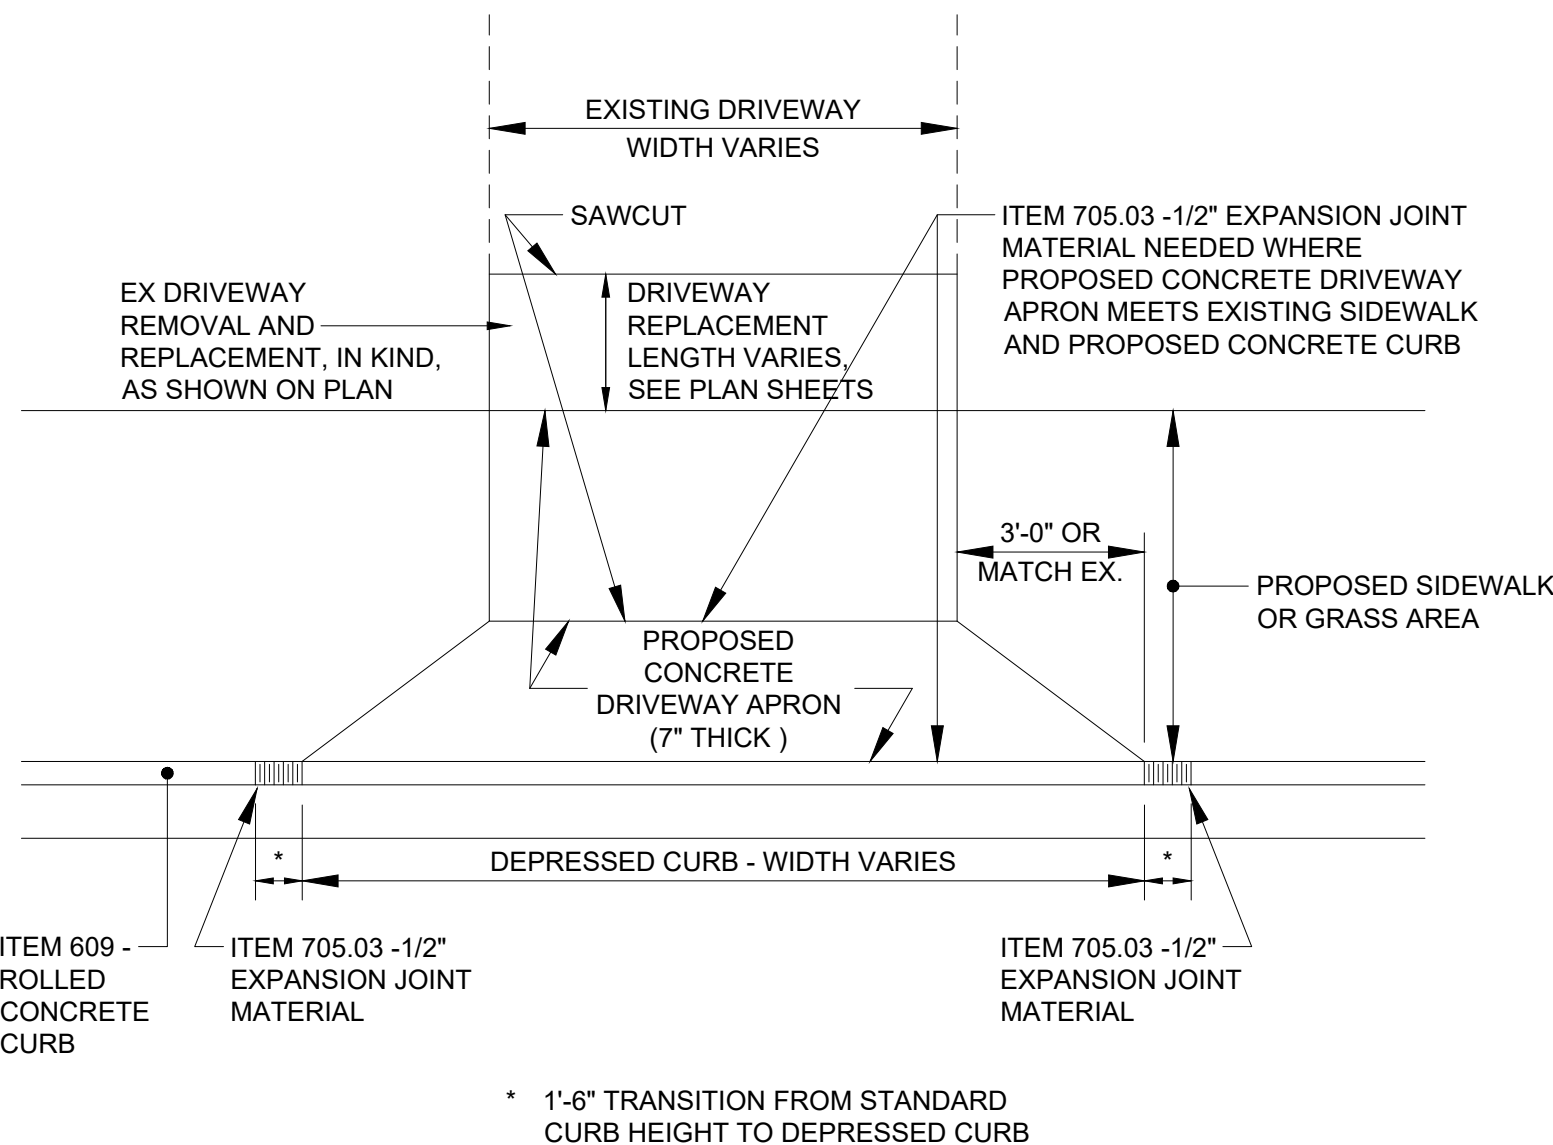 EXISTING DRIVEWAY
WIDTH VARIES
SAWCUT
ITEM 705.03 -1/2" EXPANSION JOINT
MATERIAL NEEDED WHERE
PROPOSED CONCRETE DRIVEWAY
APRON MEETS EXISTING SIDEWALK
AND PROPOSED CONCRETE CURB
EX DRIVEWAY
REMOVAL AND
REPLACEMENT, IN KIND,
AS SHOWN ON PLAN
DRIVEWAY
REPLACEMENT
LENGTH VARIES,
SEE PLAN SHEETS
3'-0" OR
MATCH EX.
PROPOSED SIDEWALK
OR GRASS AREA
PROPOSED
CONCRETE
DRIVEWAY APRON
(7" THICK )
*
DEPRESSED CURB - WIDTH VARIES
*
ITEM 609 -
ROLLED
CONCRETE
CURB
ITEM 705.03 -1/2"
EXPANSION JOINT
MATERIAL
ITEM 705.03 -1/2"
EXPANSION JOINT
MATERIAL
* 1'-6" TRANSITION FROM STANDARD
CURB HEIGHT TO DEPRESSED CURB